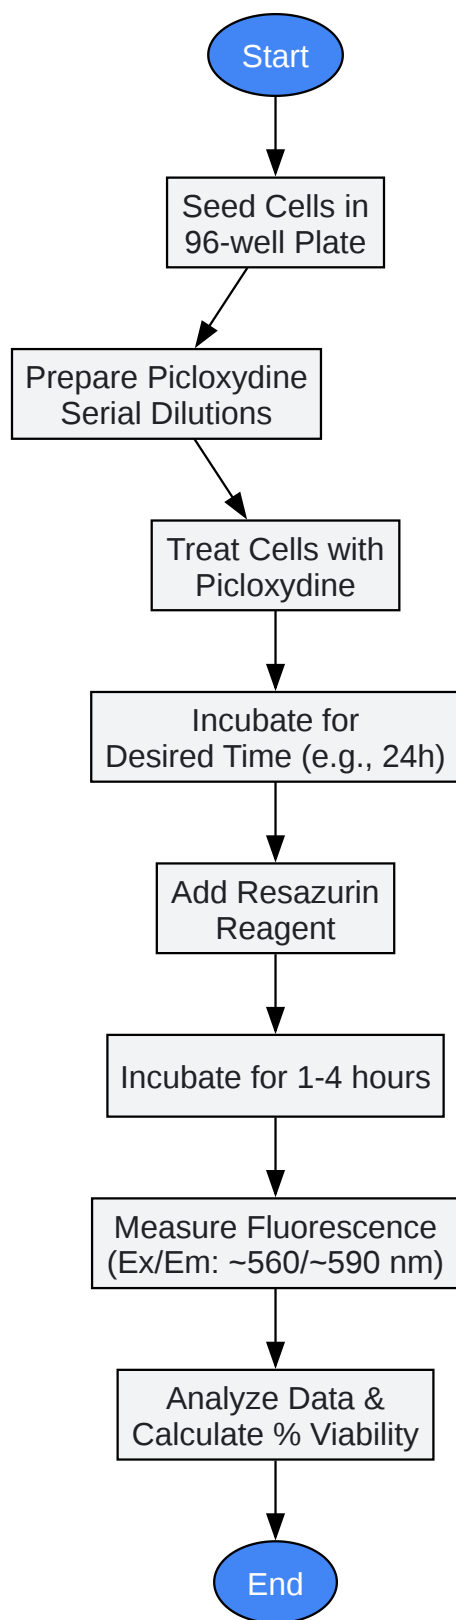 Start
Seed Cells in
96-well Plate
Prepare Picloxydine
Serial Dilutions
Treat Cells with
Picloxydine
Incubate for
Desired Time (e.g., 24h)
Add Resazurin
Reagent
Incubate for 1-4 hours
Measure Fluorescence
(Ex/Em: ~560/~590 nm)
Analyze Data &
Calculate % Viability
End